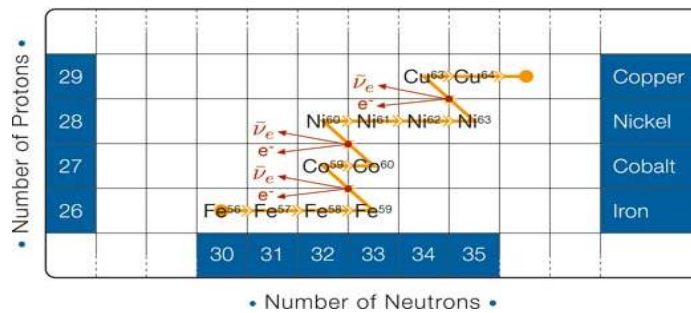 • Number of Protons •
29 Cu⁶³ Cu⁶⁴ Copper
ν̄ₑ
e⁻
28 Ni⁶⁰ Ni⁶¹ Ni⁶² Ni⁶³ Nickel
ν̄ₑ
e⁻
27 Co⁵⁹ Co⁶⁰ Cobalt
ν̄ₑ
e⁻
26 Fe⁵⁶ Fe⁵⁷ Fe⁵⁸ Fe⁵⁹ Iron
30 31 32 33 34 35
• Number of Neutrons •